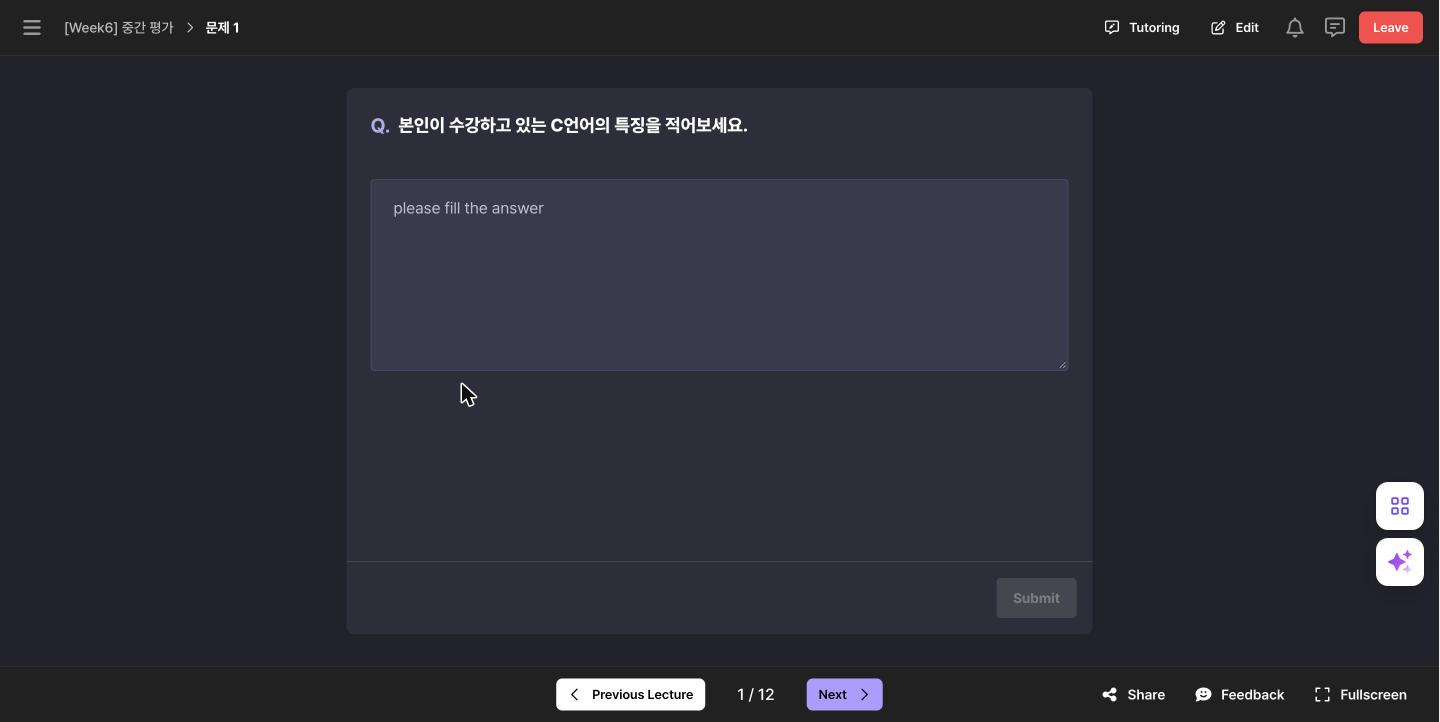 [Week6] 중간 평가 > 문제 1
Tutoring
Edit
Leave
Q. 본인이 수강하고 있는 C언어의 특징을 적어보세요.
please fill the answer
Submit
Previous Lecture
1 / 12
Next
Share
Feedback
Fullscreen